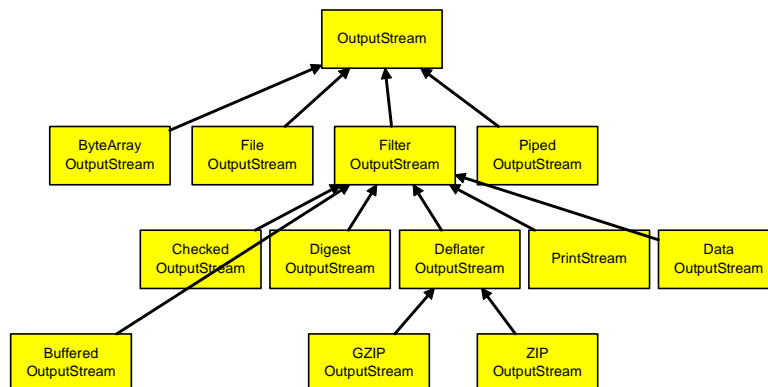 OutputStream
ByteArray
OutputStream
File
OutputStream
Filter
OutputStream
Piped
OutputStream
Checked
OutputStream
Digest
OutputStream
Deflater
OutputStream
PrintStream
Data
OutputStream
Buffered
OutputStream
GZIP
OutputStream
ZIP
OutputStream